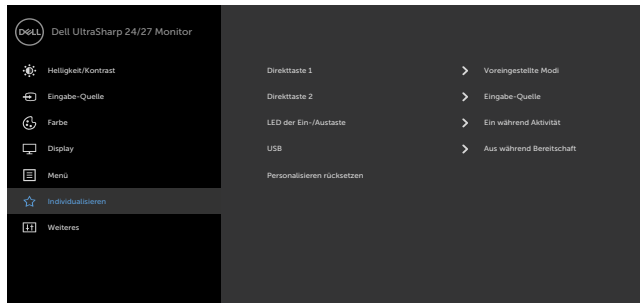 DELL
Dell UltraSharp 24/27 Monitor
Helligkeit/Kontrast
Eingabe-Quelle
Farbe
Display
Menü
Individualisieren
Weiteres
Direkttaste 1 Voreingestellte Modi
Direkttaste 2 Eingabe-Quelle
LED der Ein-/Austaste Ein während Aktivität
USB Aus während Bereitschaft
Personalisieren rücksetzen